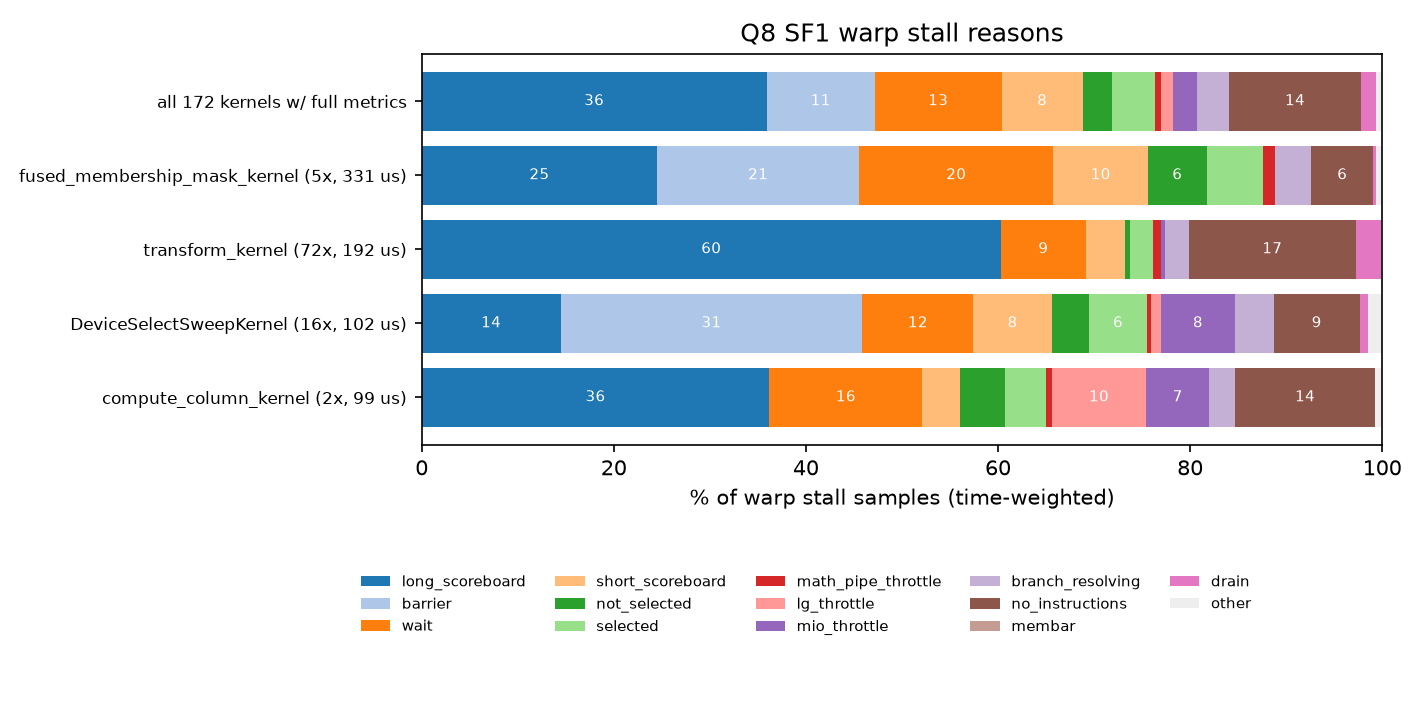 Q8 SF1 warp stall reasons
all 172 kernels w/ full metrics 36 11 13 8 14
fused_membership_mask_kernel (5x, 331 us) 25 21 20 10 6 6
transform_kernel (72x, 192 us) 60 9 17
DeviceSelectSweepKernel (16x, 102 us) 14 31 12 8 6 8 9
compute_column_kernel (2x, 99 us) 36 16 10 7 14
0 20 40 60 80 100
% of warp stall samples (time-weighted)
long_scoreboard short_scoreboard math_pipe_throttle branch_resolving drain
barrier not_selected lg_throttle no_instructions other
wait selected mio_throttle membar